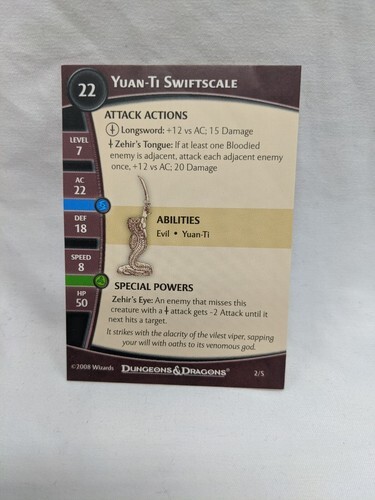 22 YUAN-TI SWIFTSCALE
ATTACK ACTIONS
Longsword: +12 vs AC; 15 Damage
Zehir's Tongue: If at least one Bloodied
enemy is adjacent, attack each adjacent enemy
once, +12 vs AC; 20 Damage
LEVEL
7
AC
22
DEF
18
SPEED
8
HP
50
ABILITIES
Evil • Yuan-Ti
SPECIAL POWERS
Zehir's Eye: An enemy that misses this
creature with a attack gets -2 Attack until it
next hits a target.
It strikes with the alacrity of the vilest viper, sapping
your will with oaths to its venomous god.
©2008 Wizards DUNGEONS & DRAGONS® 2/5